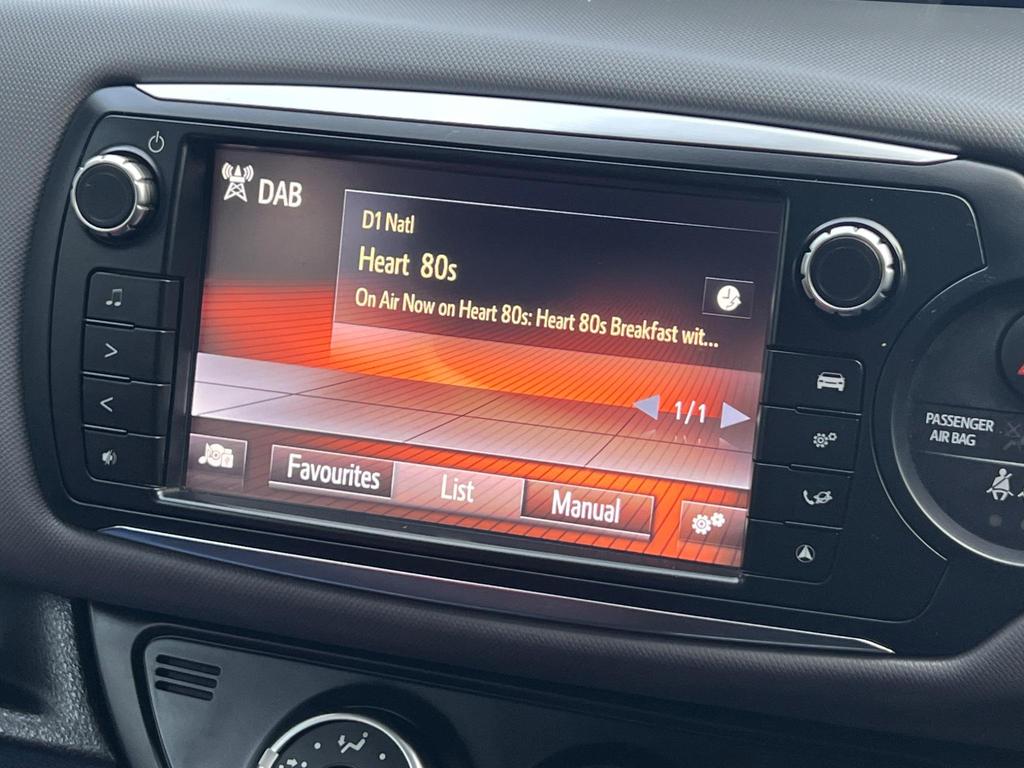 DAB
D1 Natl
Heart 80s
On Air Now on Heart 80s: Heart 80s Breakfast wit...
1/1
Favourites
List
Manual
PASSENGER
AIR BAG